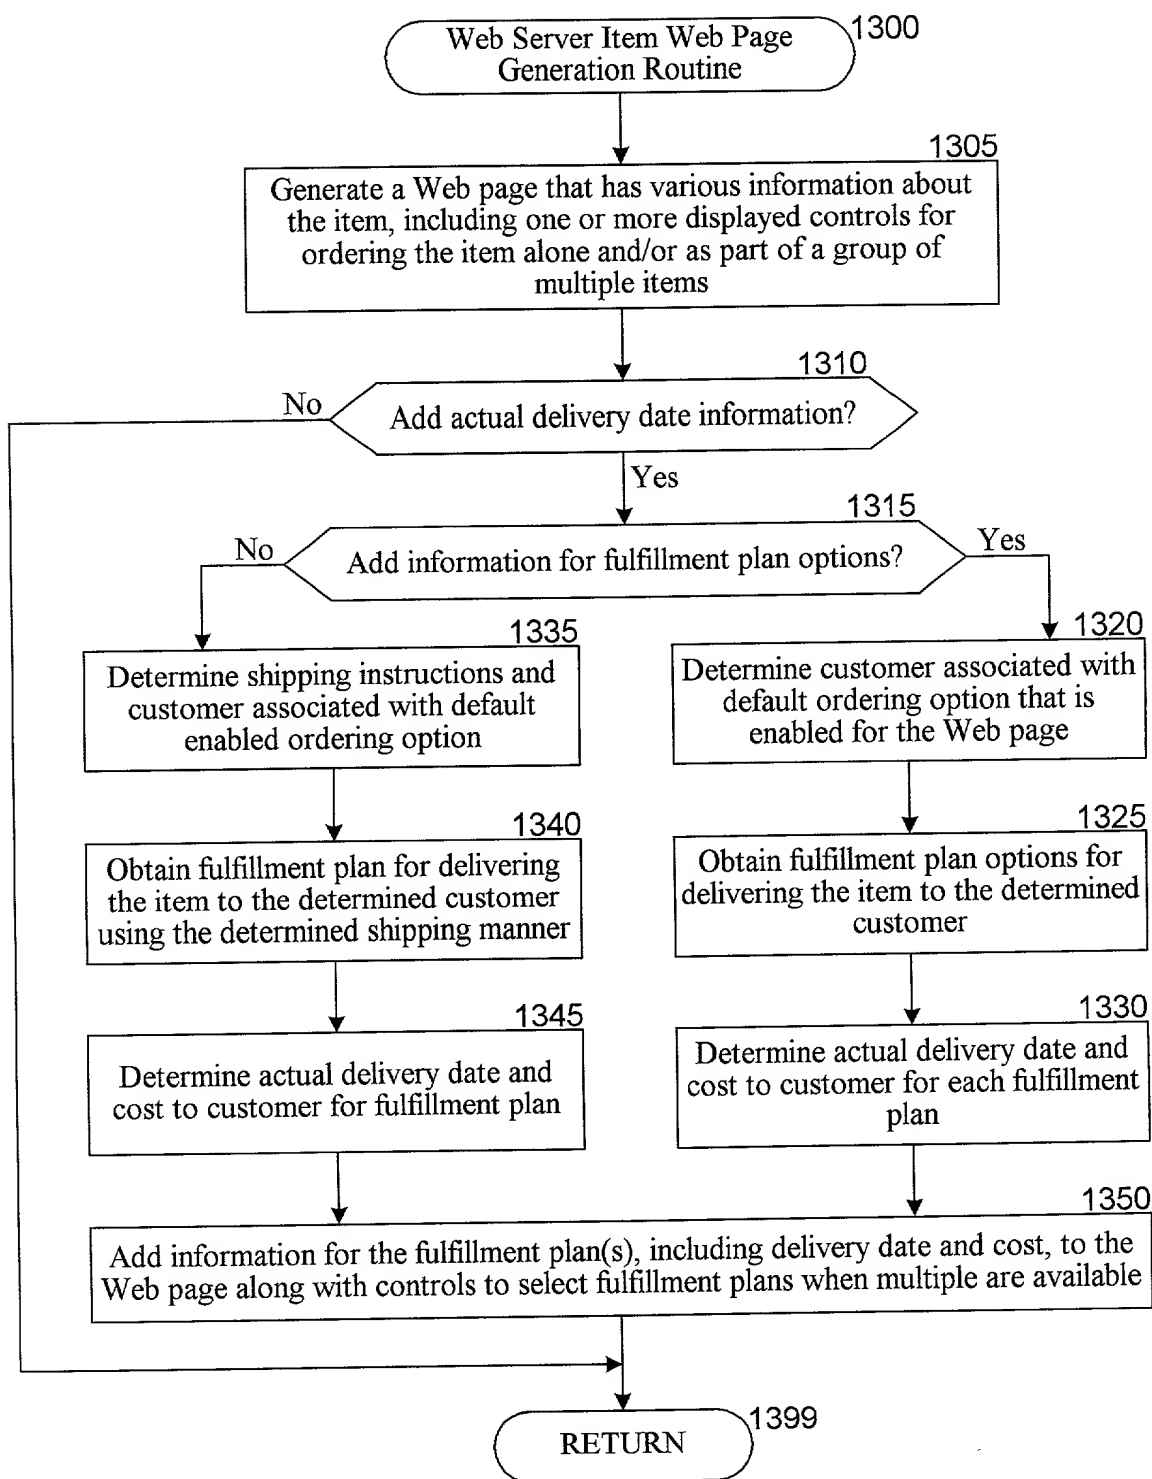 1300
Web Server Item Web Page
Generation Routine
1305
Generate a Web page that has various information about
the item, including one or more displayed controls for
ordering the item alone and/or as part of a group of
multiple items
1310
No
Add actual delivery date information?
Yes
1315
No
Add information for fulfillment plan options?
Yes
1335
Determine shipping instructions and
customer associated with default
enabled ordering option
1320
Determine customer associated with
default ordering option that is
enabled for the Web page
1340
Obtain fulfillment plan for delivering
the item to the determined customer
using the determined shipping manner
1325
Obtain fulfillment plan options for
delivering the item to the determined
customer
1345
Determine actual delivery date and
cost to customer for fulfillment plan
1330
Determine actual delivery date and
cost to customer for each fulfillment
plan
1350
Add information for the fulfillment plan(s), including delivery date and cost, to the
Web page along with controls to select fulfillment plans when multiple are available
1399
RETURN